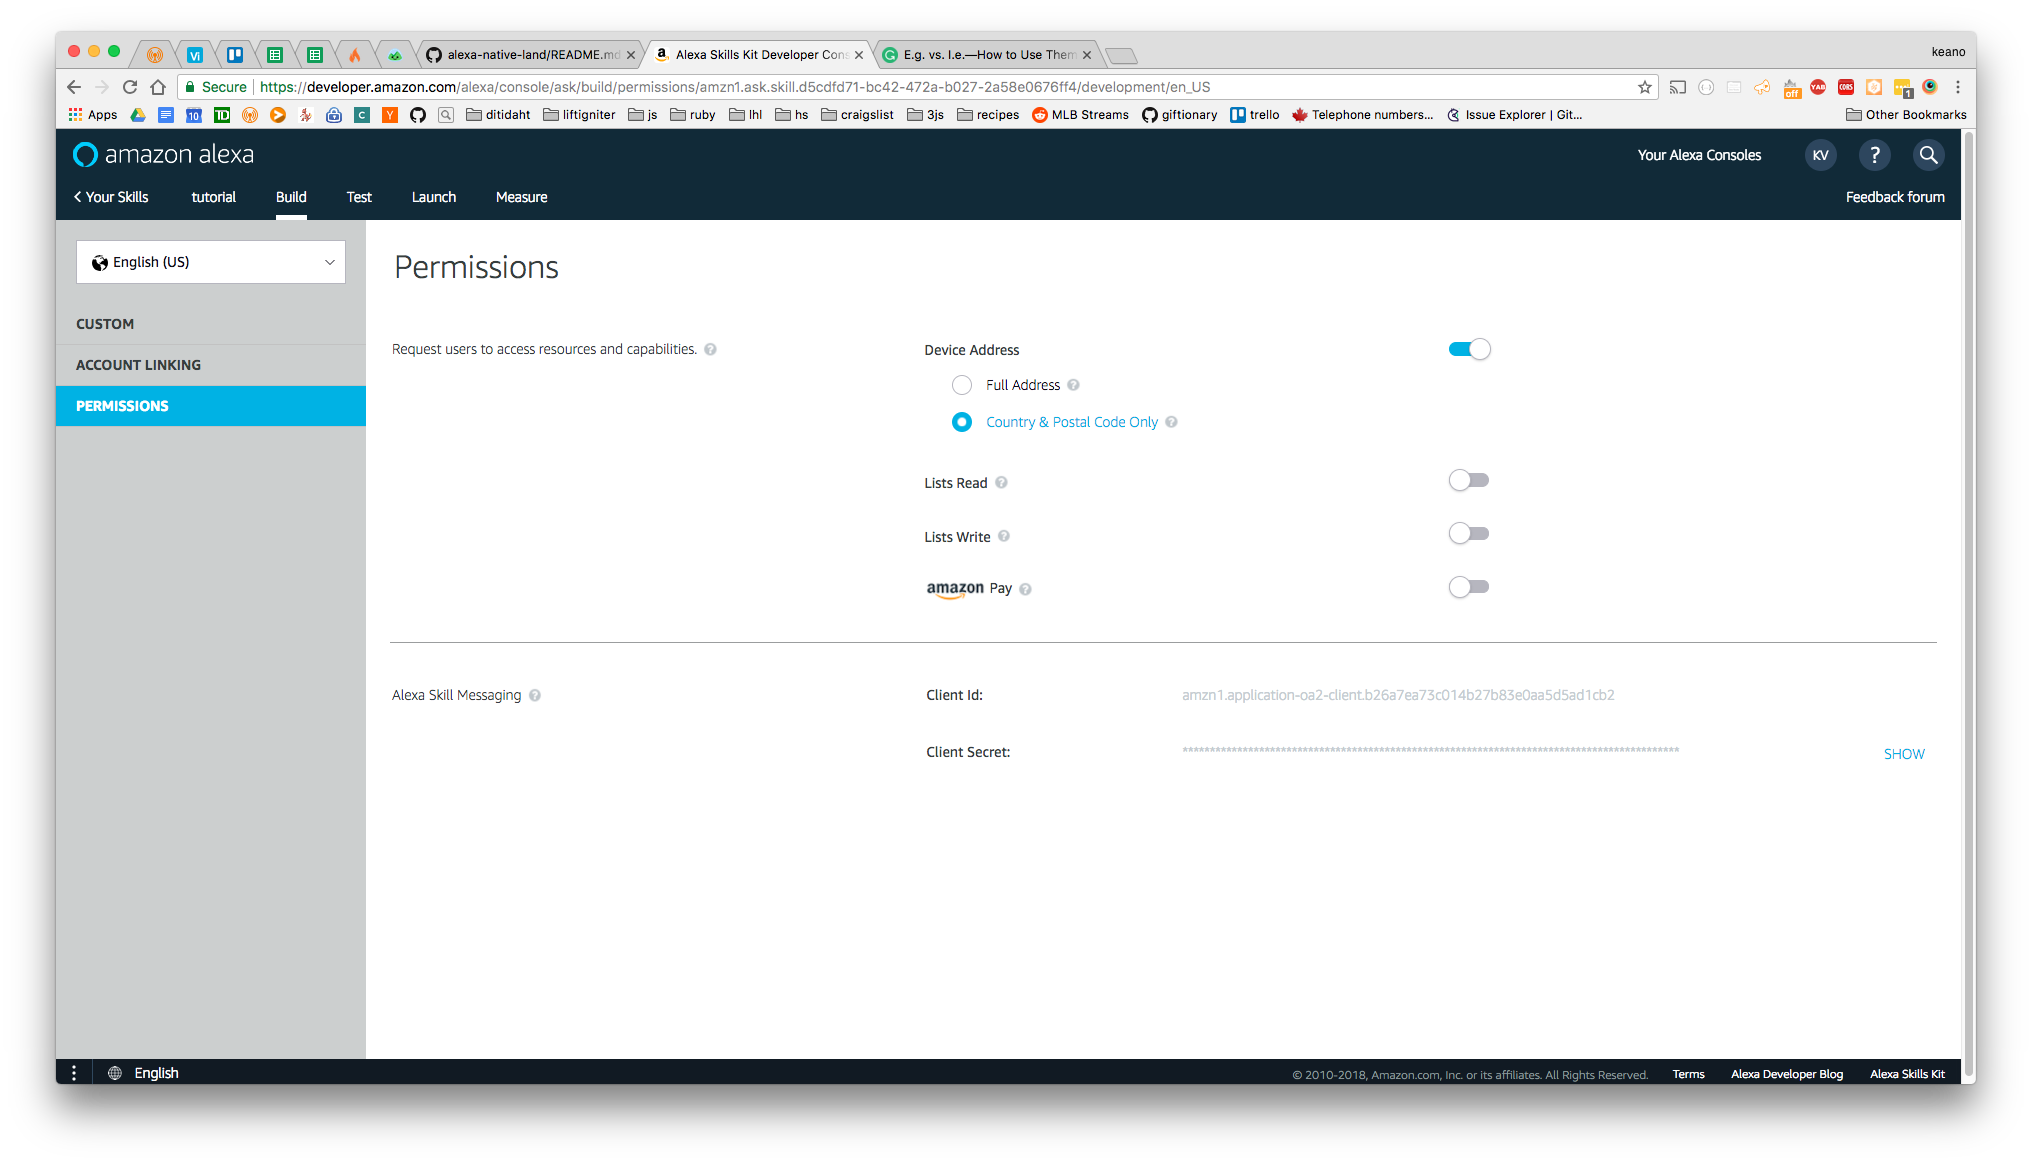 alexa-native-land/README.md
Alexa Skills Kit Developer Cons
E.g. vs. I.e.—How to Use Them
keano
Secure
https://developer.amazon.com/alexa/console/ask/build/permissions/amzn1.ask.skill.d5cdfd71-bc42-472a-b027-2a58e0676ff4/development/en_US
Apps
ditidaht
liftigniter
js
ruby
lhl
hs
craigslist
3js
recipes
MLB Streams
giftionary
trello
Telephone numbers...
Issue Explorer | Git...
Other Bookmarks
amazon alexa
Your Alexa Consoles
KV
?
Your Skills
tutorial
Build
Test
Launch
Measure
Feedback forum
English (US)
CUSTOM
ACCOUNT LINKING
PERMISSIONS
Permissions
Request users to access resources and capabilities.
Device Address
Full Address
Country & Postal Code Only
Lists Read
Lists Write
amazon Pay
Alexa Skill Messaging
Client Id:
amzn1.application-oa2-client.b26a7ea73c014b27b83e0aa5d5ad1cb2
Client Secret:
SHOW
English
© 2010-2018, Amazon.com, Inc. or its affiliates. All Rights Reserved.
Terms
Alexa Developer Blog
Alexa Skills Kit